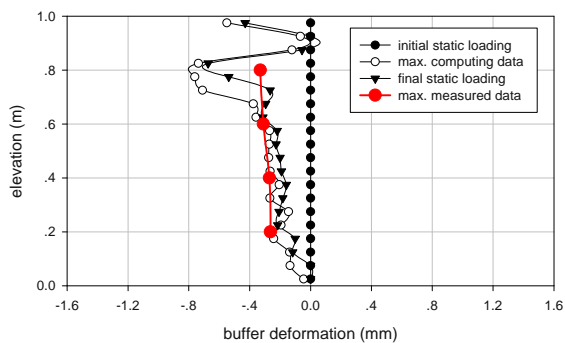 1.0
.8
.6
.4
.2
0.0
elevation (m)
initial static loading
max. computing data
final static loading
max. measured data
-1.6 -1.2 -.8 -.4 0.0 .4 .8 1.2 1.6
buffer deformation (mm)